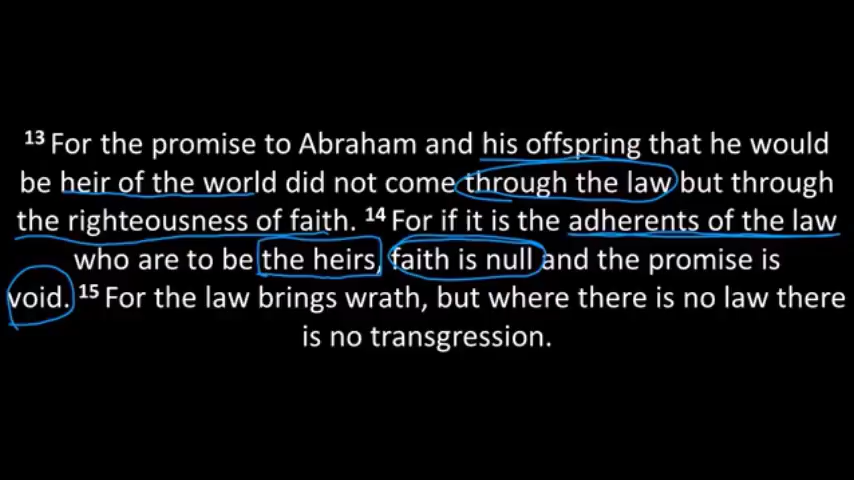 13 For the promise to Abraham and his offspring that he would
be heir of the world did not come through the law but through
the righteousness of faith. 14 For if it is the adherents of the law
who are to be the heirs, faith is null and the promise is
void. 15 For the law brings wrath, but where there is no law there
is no transgression.